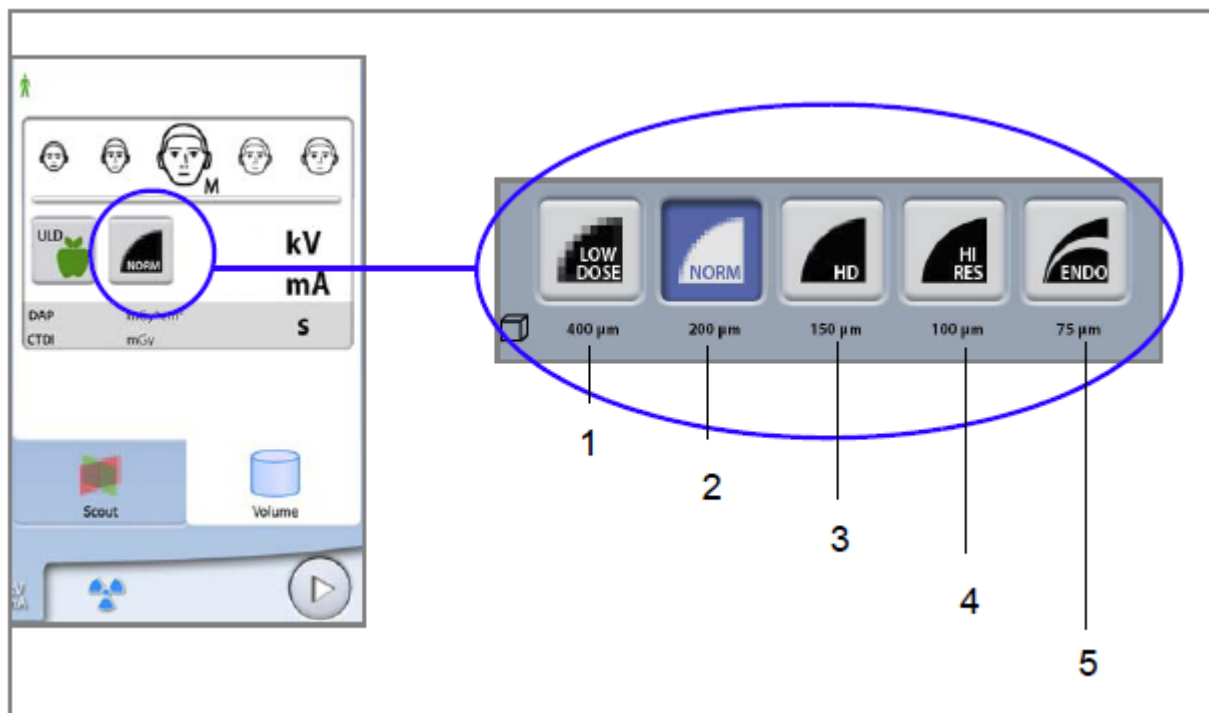 M
ULD
NORM
kV
mA
DAP
s
CTDI
mGy
Scout
Volume
LOW
DOSE
NORM
HD
HI
RES
ENDO
400 µm
200 µm
150 µm
100 µm
75 µm
1
2
3
4
5